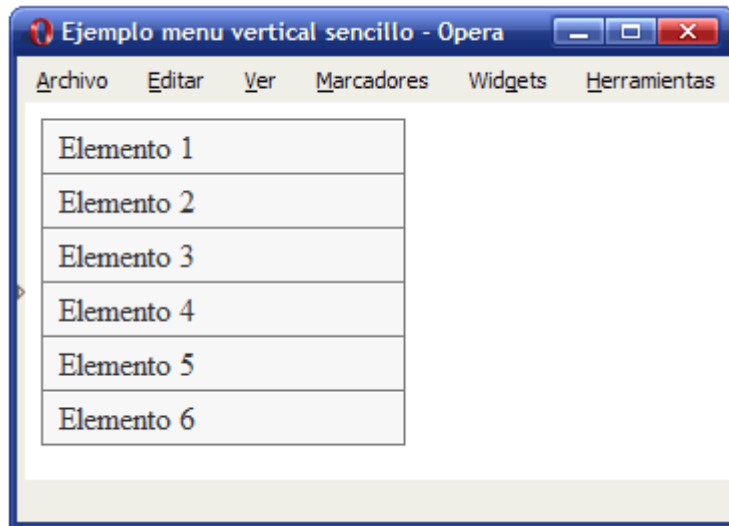 Ejemplo menu vertical sencillo - Opera
Archivo Editar Ver Marcadores Widgets Herramientas
Elemento 1
Elemento 2
Elemento 3
Elemento 4
Elemento 5
Elemento 6